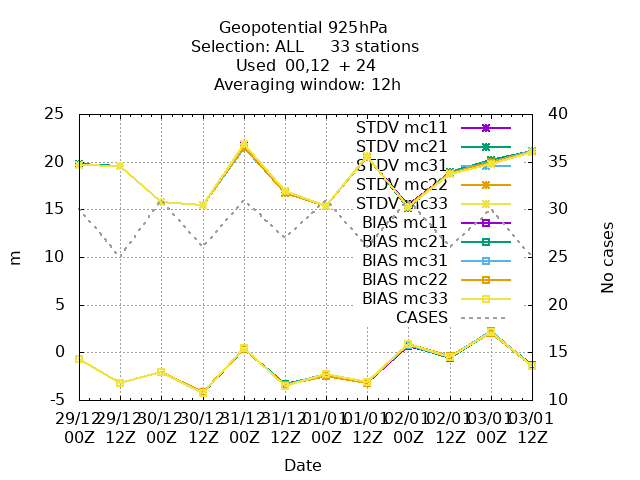 Geopotential 925hPa
Selection: ALL 33 stations
Used 00,12 + 24
Averaging window: 12h
25
20
15
10
5
0
-5
40
35
30
25
20
15
10
m
No cases
STDV mc11
STDV mc21
STDV mc31
STDV mc22
STDV mc33
BIAS mc11
BIAS mc21
BIAS mc31
BIAS mc22
BIAS mc33
CASES
29/12 29/12 30/12 30/12 31/12 31/12 01/01 01/01 02/01 02/01 03/01 03/01
00Z 12Z 00Z 12Z 00Z 12Z 00Z 12Z 00Z 12Z 00Z 12Z
Date